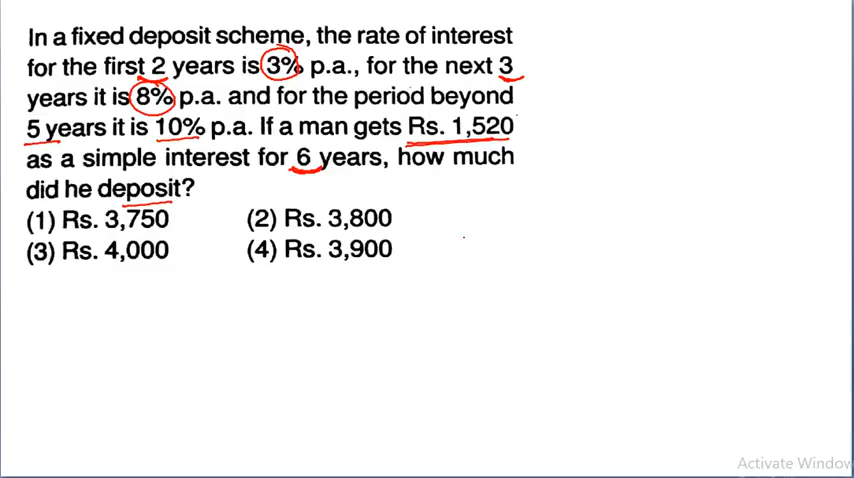 In a fixed deposit scheme, the rate of interest
for the first 2 years is 3% p.a., for the next 3
years it is 8% p.a. and for the period beyond
5 years it is 10% p.a. If a man gets Rs. 1,520
as a simple interest for 6 years, how much
did he deposit?
(1) Rs. 3,750 (2) Rs. 3,800
(3) Rs. 4,000 (4) Rs. 3,900
Activate Window